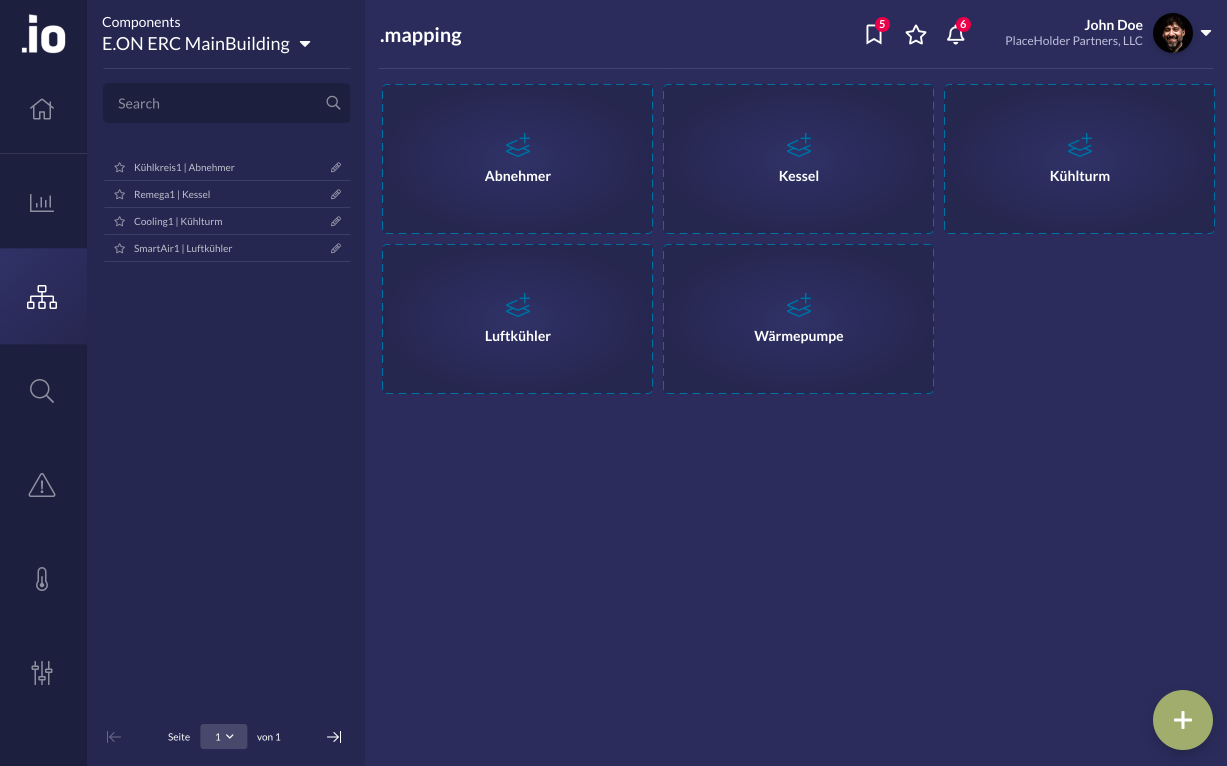 .io
Components
E.ON ERC MainBuilding
Search
Kühlkreis1 | Abnehmer
Remega1 | Kessel
Cooling1 | Kühlturm
SmartAir1 | Luftkühler
Seite 1 von 1
.mapping
5
6
John Doe
PlaceHolder Partners, LLC
Abnehmer
Kessel
Kühlturm
Luftkühler
Wärmepumpe